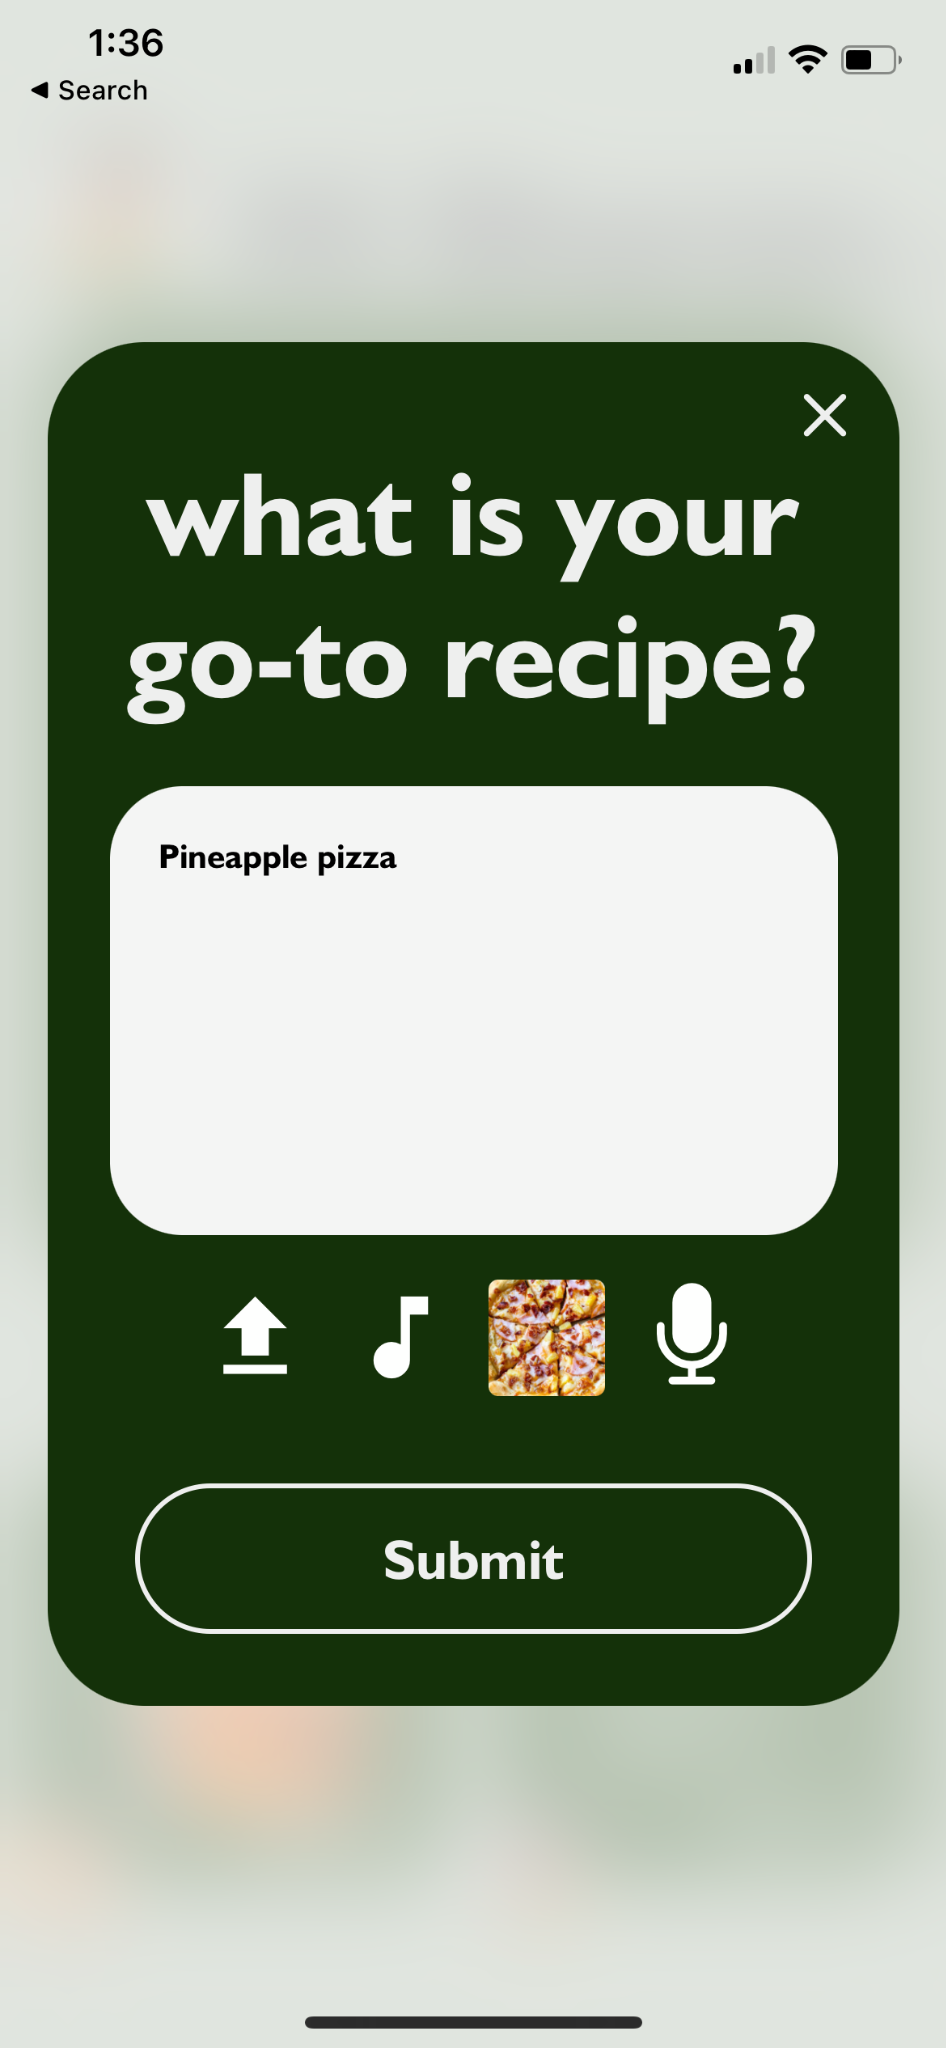 1:36
Search
what is your
go-to recipe?
Pineapple pizza
Submit